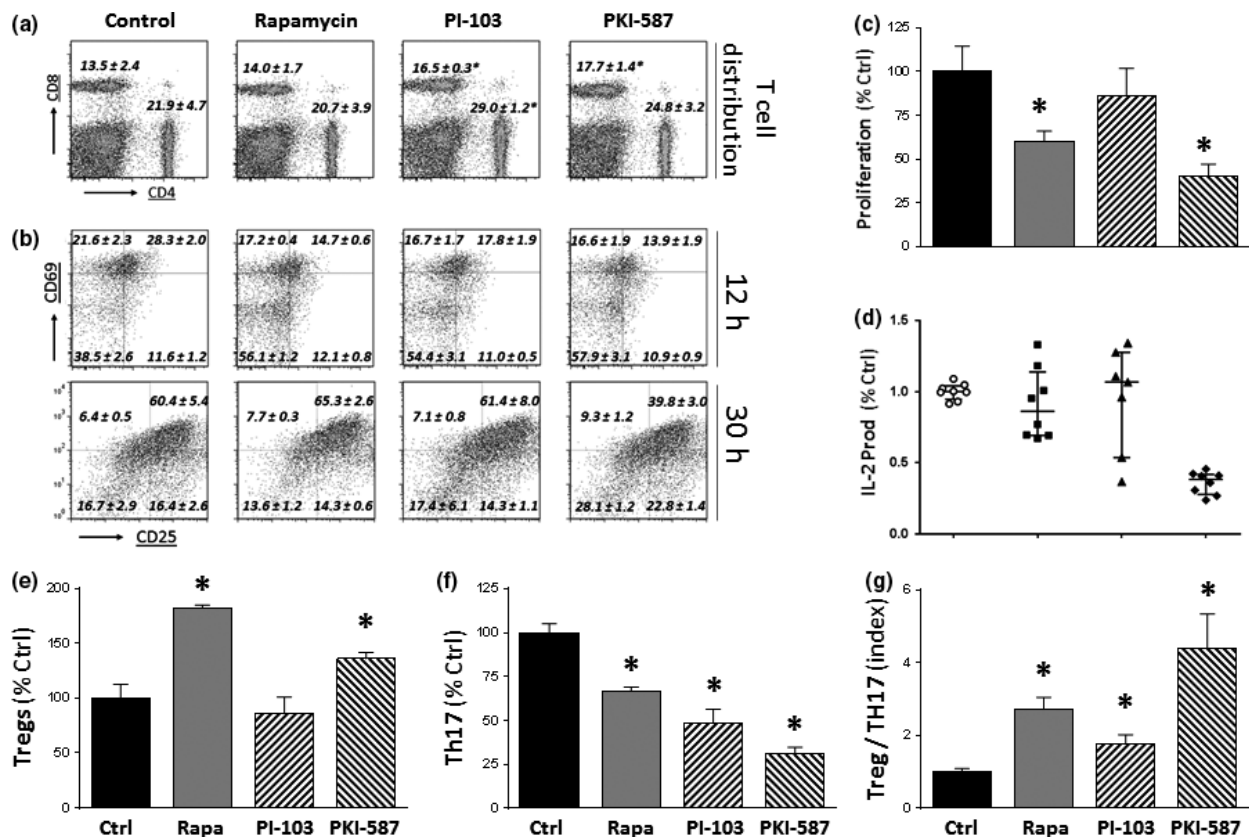 (a)
Control
Rapamycin
PI-103
PKI-587
CD8
13.5 ± 2.4
21.9 ± 4.7
14.0 ± 1.7
20.7 ± 3.9
16.5 ± 0.3*
29.0 ± 1.2*
17.7 ± 1.4*
24.8 ± 3.2
CD4
T cell
distribution
(b)
CD69
21.6 ± 2.3 28.3 ± 2.0
38.5 ± 2.6 11.6 ± 1.2
17.2 ± 0.4 14.7 ± 0.6
56.1 ± 1.2 12.1 ± 0.8
16.7 ± 1.7 17.8 ± 1.9
54.4 ± 3.1 11.0 ± 0.5
16.6 ± 1.9 13.9 ± 1.9
57.9 ± 3.1 10.9 ± 0.9
12 h
10⁴
10³
10²
10¹
10⁰
60.4 ± 5.4
6.4 ± 0.5
16.7 ± 2.9 16.4 ± 2.6
65.3 ± 2.6
7.7 ± 0.3
13.6 ± 1.2 14.3 ± 0.6
61.4 ± 8.0
7.1 ± 0.8
17.4 ± 6.1 14.3 ± 1.1
39.8 ± 3.0
9.3 ± 1.2
28.1 ± 1.2 22.8 ± 1.4
30 h
CD25
(c)
Proliferation (% Ctrl)
125
100
75
50
25
0
*
*
(d)
IL-2 Prod (% Ctrl)
1.5
1.0
0.5
0.0
(e)
Tregs (% Ctrl)
200
150
100
50
0
*
*
Ctrl Rapa PI-103 PKI-587
(f)
Th17 (% Ctrl)
125
100
75
50
25
0
*
*
*
Ctrl Rapa PI-103 PKI-587
(g)
Treg / TH17 (index)
6
4
2
0
*
*
*
Ctrl Rapa PI-103 PKI-587